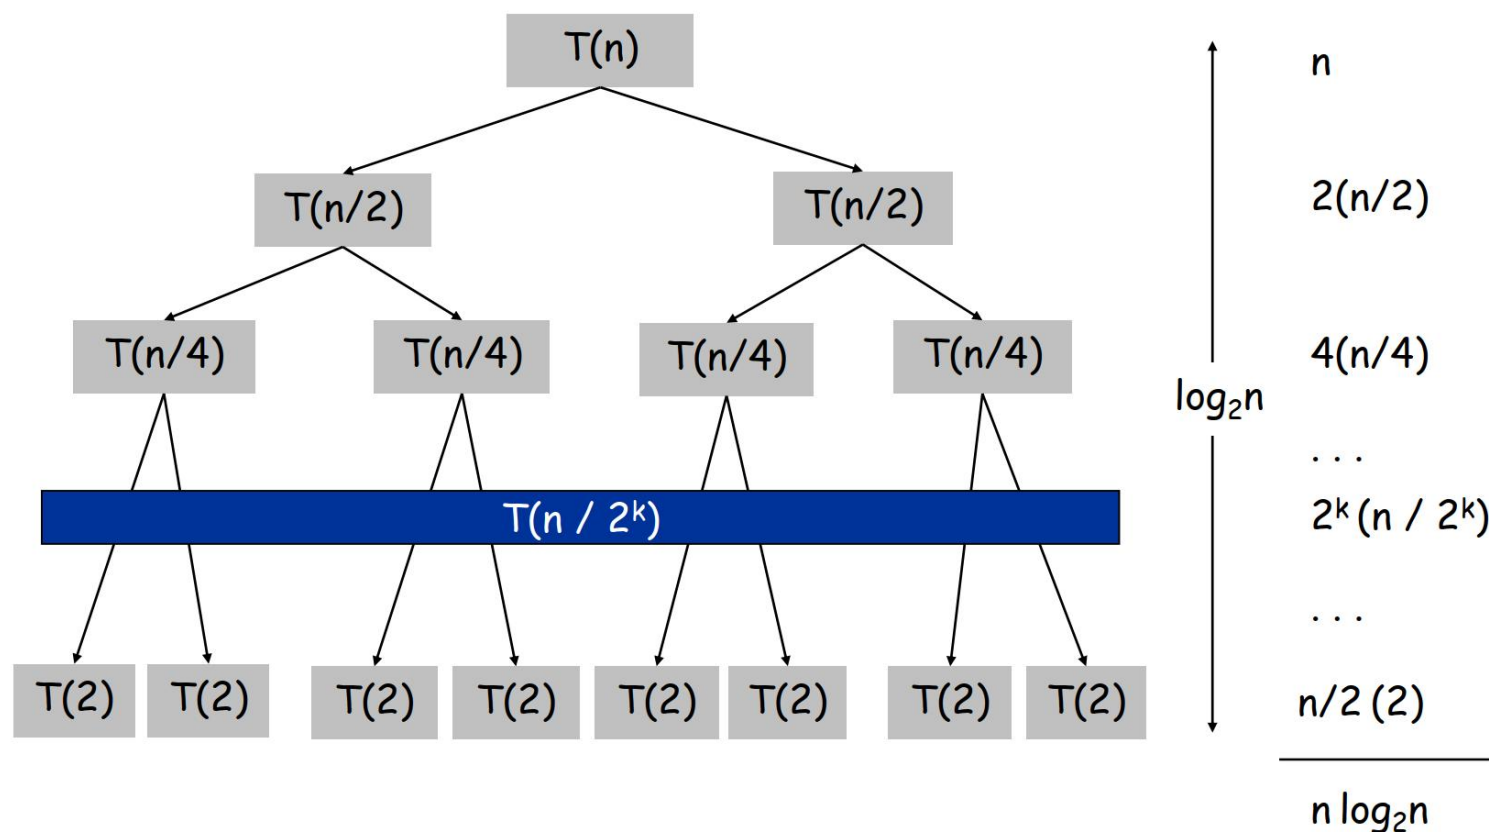 T(n)
n
T(n/2) T(n/2)
2(n/2)
T(n/4) T(n/4) T(n/4) T(n/4)
4(n/4)
log₂n
. . .
T(n / 2ᵏ)
2ᵏ (n / 2ᵏ)
. . .
T(2) T(2) T(2) T(2) T(2) T(2) T(2) T(2)
n/2 (2)
n log₂n